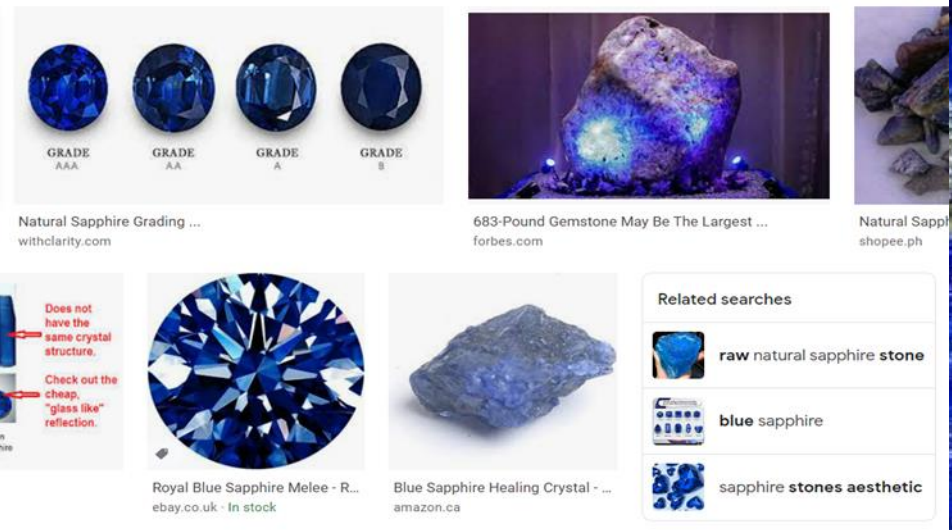 GRADE
AAA
GRADE
AA
GRADE
A
GRADE
B
Natural Sapphire Grading ...
withclarity.com
683-Pound Gemstone May Be The Largest ...
forbes.com
Natural Sapph
shopee.ph
Does not
have the
same crystal
structure.
Check out the
cheap,
"glass like"
reflection.
n
hire
Royal Blue Sapphire Melee - R...
ebay.co.uk · In stock
Blue Sapphire Healing Crystal - ...
amazon.ca
Related searches
raw natural sapphire stone
blue sapphire
sapphire stones aesthetic